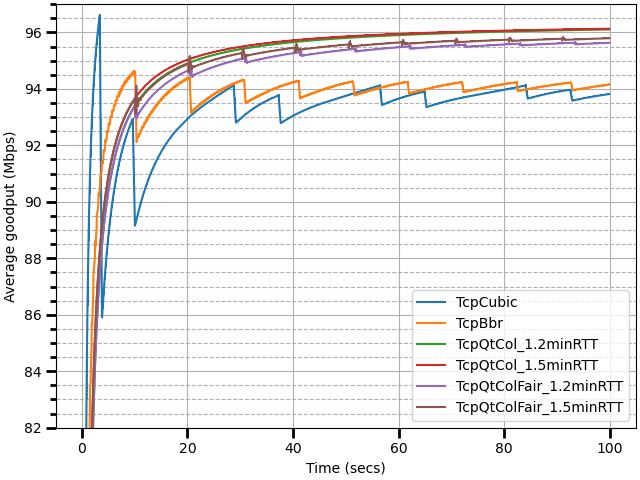 96
94
92
90
88
86
84
82
Average goodput (Mbps)
0
20
40
60
80
100
Time (secs)
TcpCubic
TcpBbr
TcpQtCol_1.2minRTT
TcpQtCol_1.5minRTT
TcpQtColFair_1.2minRTT
TcpQtColFair_1.5minRTT